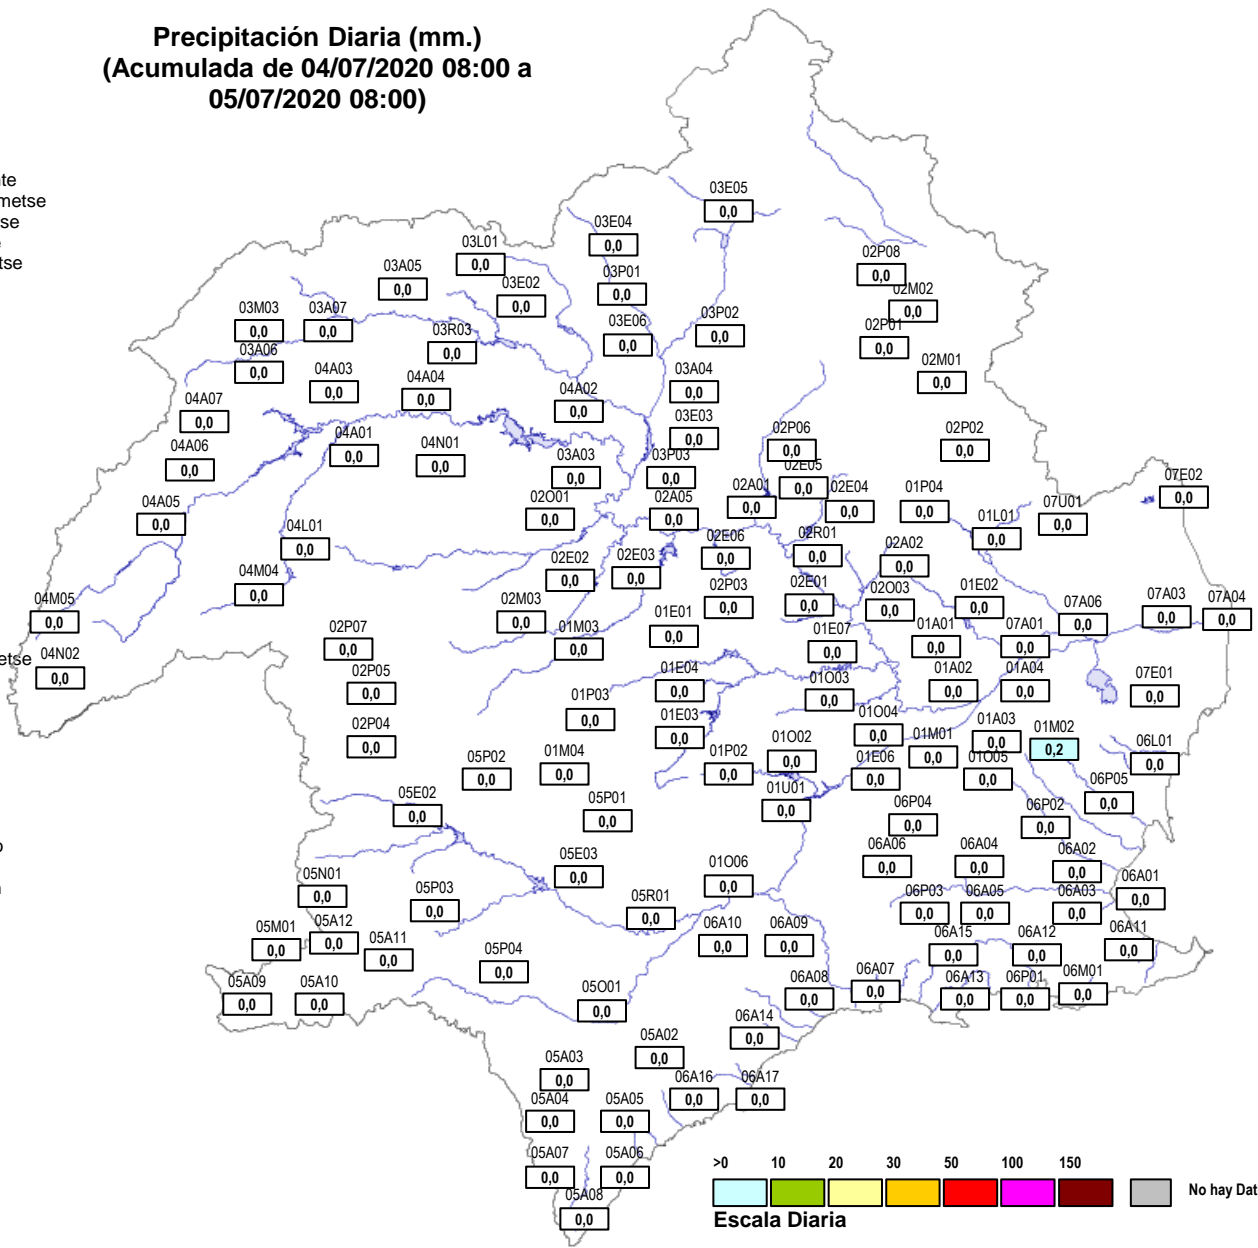 Precipitación Diaria (mm.)
(Acumulada de 04/07/2020 08:00 a
05/07/2020 08:00)
te
metse
se
tse
03E05
0,0
03E04
0,0
03L01
0,0
02P08
0,0
03A05
0,0
03P01
0,0
03E02
0,0
02M02
0,0
03M03
0,0
03A07
0,0
03P02
0,0
03E06
0,0
03R03
0,0
02P01
0,0
03A06
0,0
02M01
0,0
04A03
0,0
04A04
0,0
03A04
0,0
04A02
0,0
04A07
0,0
03E03
0,0
02P06
0,0
02P02
0,0
04A01
0,0
04N01
0,0
04A06
0,0
03A03
0,0
03P03
0,0
02E05
0,0
07E02
0,0
02A01
0,0
02E04
0,0
01P04
0,0
04A05
0,0
02O01
0,0
02A05
0,0
07U01
0,0
01L01
0,0
04L01
0,0
02E06
0,0
02R01
0,0
02A02
0,0
02E02
0,0
02E03
0,0
04M04
0,0
02P03
0,0
02E01
0,0
02O03
0,0
01E02
0,0
04M05
0,0
02M03
0,0
01E01
0,0
07A06
0,0
07A03
0,0
07A04
0,0
02P07
0,0
01M03
0,0
01E07
0,0
01A01
0,0
07A01
0,0
etse
04N02
0,0
02P05
0,0
01E04
0,0
01O03
0,0
01A02
0,0
01A04
0,0
07E01
0,0
01P03
0,0
02P04
0,0
01E03
0,0
01O04
0,0
01A03
0,0
01M02
0,2
01M01
0,0
06L01
0,0
05P02
0,0
01M04
0,0
01P02
0,0
01O02
0,0
01E06
0,0
01O05
0,0
05E02
0,0
05P01
0,0
01U01
0,0
06P04
0,0
06P02
0,0
06P05
0,0
o
05E03
0,0
01O06
0,0
06A06
0,0
06A04
0,0
06A02
0,0
05N01
0,0
05P03
0,0
05R01
0,0
06P03
0,0
06A05
0,0
06A03
0,0
06A01
0,0
05M01
0,0
05A12
0,0
05A11
0,0
06A10
0,0
06A09
0,0
06A15
0,0
06A12
0,0
06A11
0,0
05P04
0,0
05A09
0,0
05A10
0,0
05O01
0,0
06A08
0,0
06A07
0,0
06A13
0,0
06P01
0,0
06M01
0,0
06A14
0,0
05A02
0,0
05A03
0,0
06A16
0,0
06A17
0,0
05A04
0,0
05A05
0,0
05A07
0,0
05A06
0,0
05A08
0,0
>0 10 20 30 50 100 150
No hay Dat
Escala Diaria